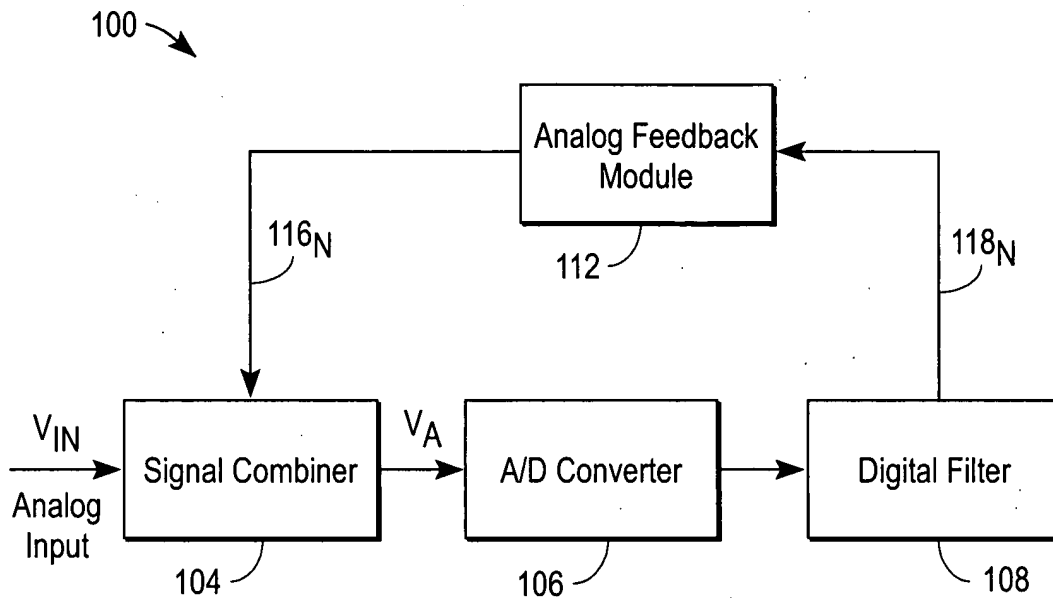 100
Analog Feedback
Module
112
116N
118N
VIN
Analog
Input
Signal Combiner
104
VA
A/D Converter
106
Digital Filter
108